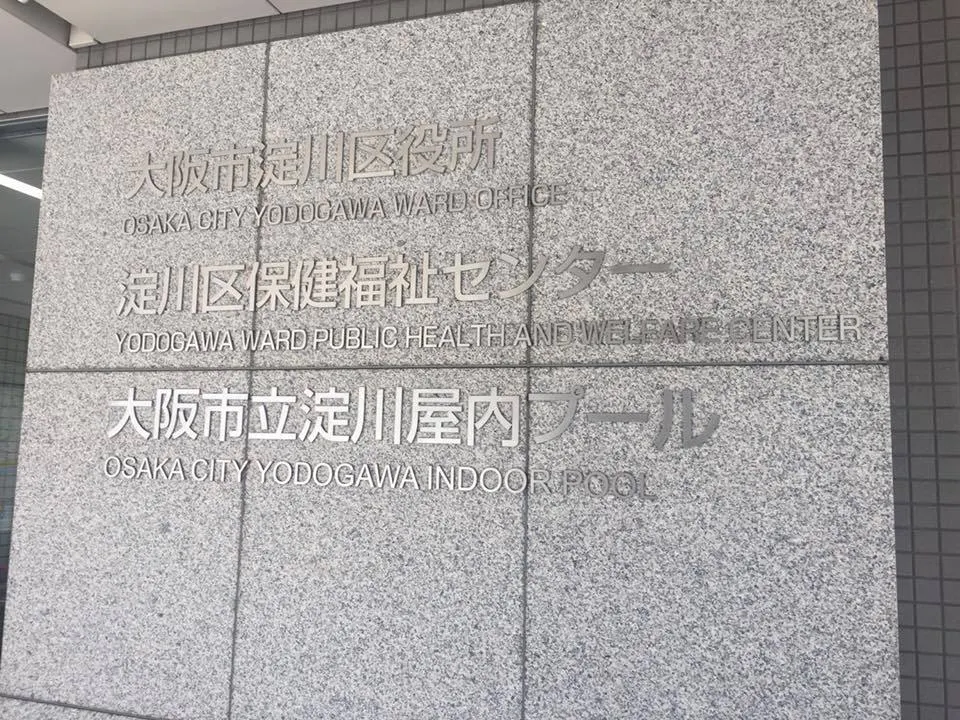 大阪市淀川区役所
OSAKA CITY YODOGAWA WARD OFFICE
淀川区保健福祉センター
YODOGAWA WARD PUBLIC HEALTH AND WELFARE CENTER
大阪市立淀川屋内プール
OSAKA CITY YODOGAWA INDOOR POOL